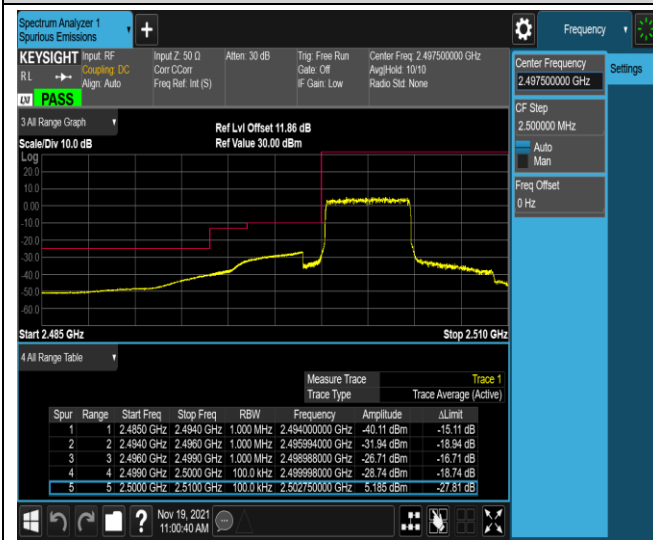 Spectrum Analyzer 1
Spurious Emissions
+
Frequency
KEYSIGHT Input: RF Input Z: 50 Ω Atten: 30 dB Trig: Free Run Center Freq: 2.497500000 GHz
RL Coupling: DC Corr CCorr Gate: Off Avg|Hold: 10/10
Align: Auto Freq Ref: Int (S) IF Gain: Low Radio Std: None
LXI PASS
Center Frequency
2.497500000 GHz
Settings
CF Step
2.500000 MHz
Auto
Man
Freq Offset
0 Hz
3 All Range Graph
Ref Lvl Offset 11.86 dB
Scale/Div 10.0 dB Ref Value 30.00 dBm
Log
20.0
10.0
0.00
-10.0
-20.0
-30.0
-40.0
-50.0
-60.0
Start 2.485 GHz Stop 2.510 GHz
4 All Range Table
Measure Trace Trace 1
Trace Type Trace Average (Active)
Spur Range Start Freq Stop Freq RBW Frequency Amplitude ΔLimit
1 1 2.4850 GHz 2.4940 GHz 1.000 MHz 2.494000000 GHz -40.11 dBm -15.11 dB
2 2 2.4940 GHz 2.4960 GHz 1.000 MHz 2.495994000 GHz -31.94 dBm -18.94 dB
3 3 2.4960 GHz 2.4990 GHz 1.000 MHz 2.498988000 GHz -26.71 dBm -16.71 dB
4 4 2.4990 GHz 2.5000 GHz 100.0 kHz 2.499998000 GHz -28.74 dBm -18.74 dB
5 5 2.5000 GHz 2.5100 GHz 100.0 kHz 2.502750000 GHz 5.185 dBm -27.81 dB
? Nov 19, 2021
11:00:40 AM